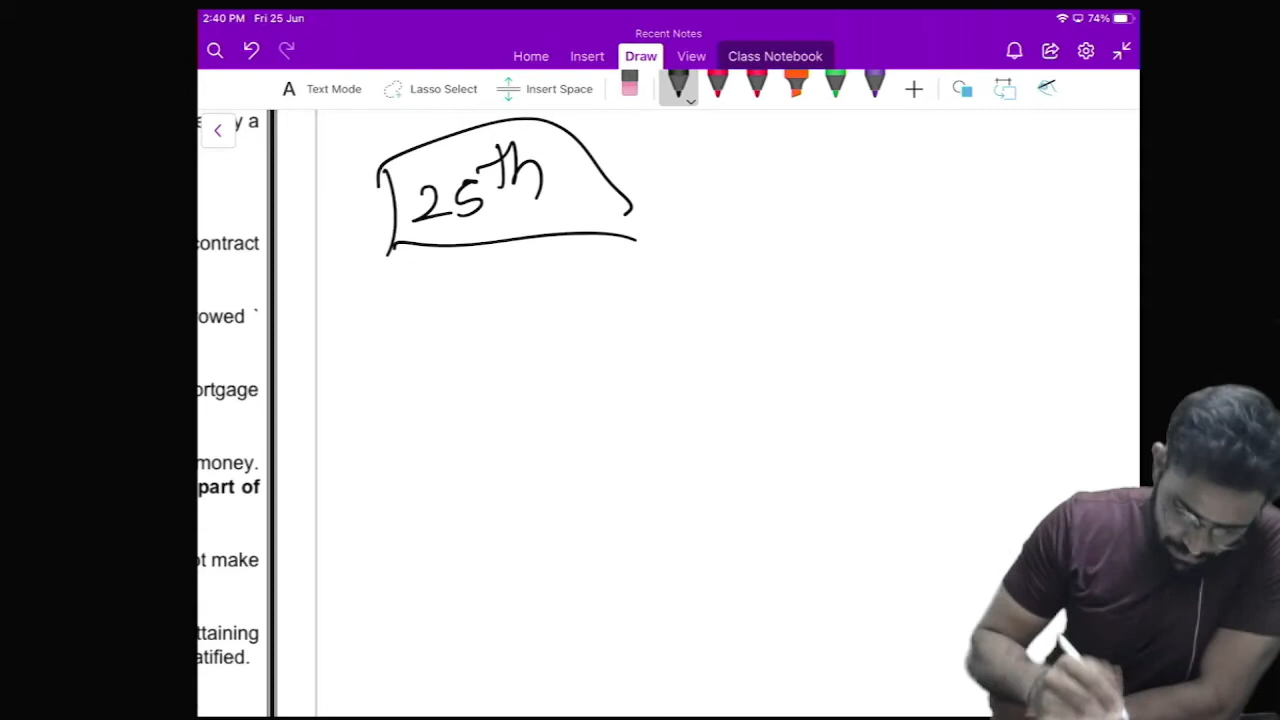 2:40 PM Fri 25 Jun 74%
Recent Notes
Home Insert Draw View Class Notebook
A Text Mode Lasso Select Insert Space
y a
25th
contract
owed `
ortgage
money.
part of
ot make
ttaining
atified.